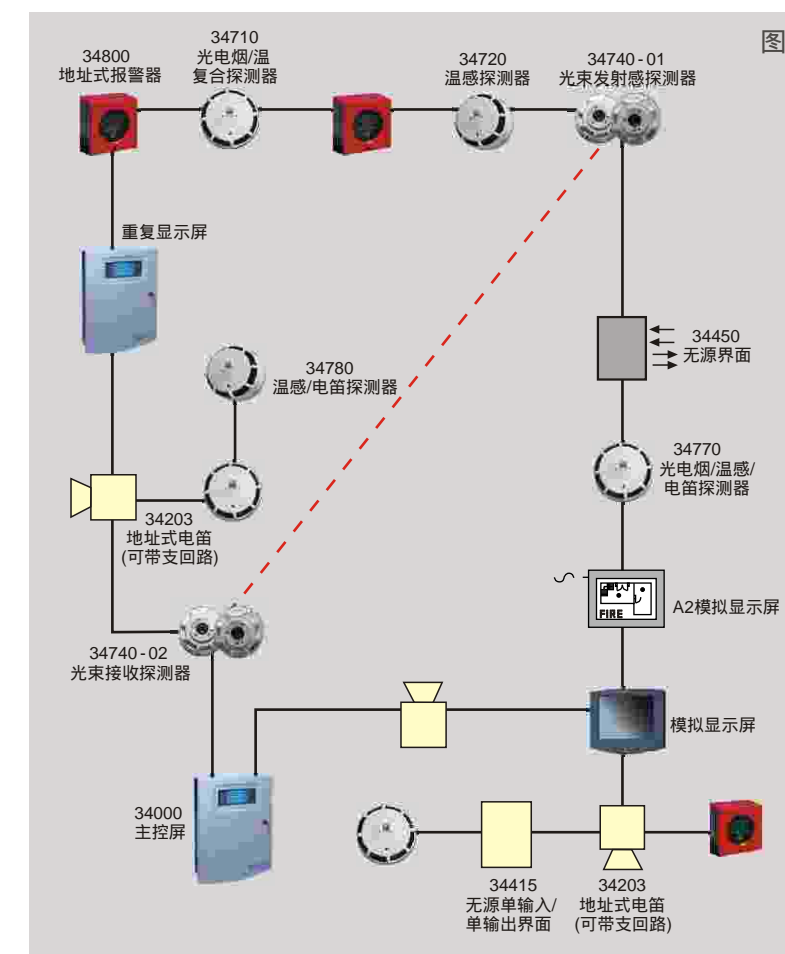 图
34710
光电烟/温
复合探测器
34800
地址式报警器
34720
温感探测器
34740-01
光束发射感探测器
重复显示屏
34450
无源界面
34780
温感/电笛探测器
34770
光电烟/温感/
电笛探测器
34203
地址式电笛
(可带支回路)
FIRE
A2模拟显示屏
34740-02
光束接收探测器
模拟显示屏
34000
主控屏
34415
无源单输入/
单输出界面
34203
地址式电笛
(可带支回路)